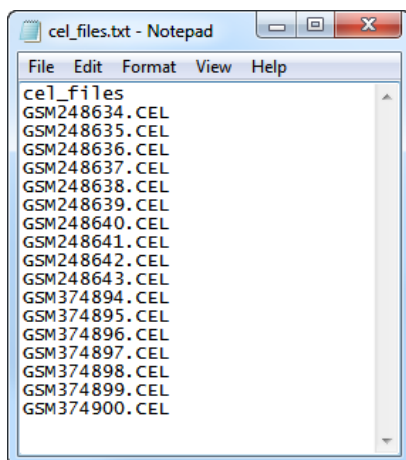 cel_files.txt - Notepad
File Edit Format View Help
cel_files
GSM248634.CEL
GSM248635.CEL
GSM248636.CEL
GSM248637.CEL
GSM248638.CEL
GSM248639.CEL
GSM248640.CEL
GSM248641.CEL
GSM248642.CEL
GSM248643.CEL
GSM374894.CEL
GSM374895.CEL
GSM374896.CEL
GSM374897.CEL
GSM374898.CEL
GSM374899.CEL
GSM374900.CEL